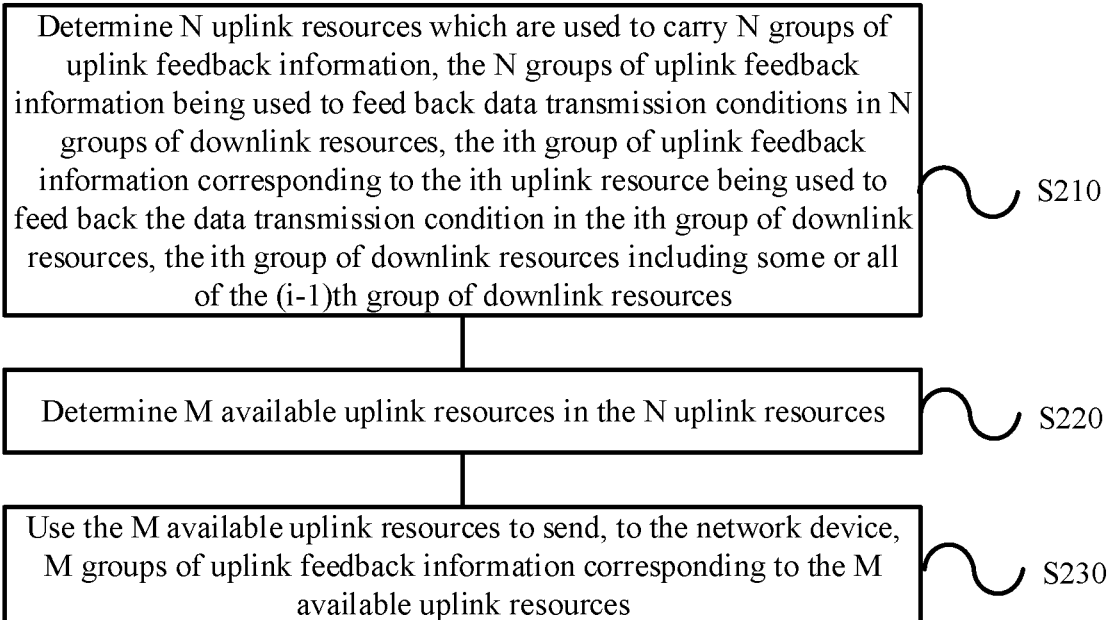 Determine N uplink resources which are used to carry N groups of
uplink feedback information, the N groups of uplink feedback
information being used to feed back data transmission conditions in N
groups of downlink resources, the ith group of uplink feedback
information corresponding to the ith uplink resource being used to
feed back the data transmission condition in the ith group of downlink
resources, the ith group of downlink resources including some or all
of the (i-1)th group of downlink resources
S210
Determine M available uplink resources in the N uplink resources
S220
Use the M available uplink resources to send, to the network device,
M groups of uplink feedback information corresponding to the M
available uplink resources
S230